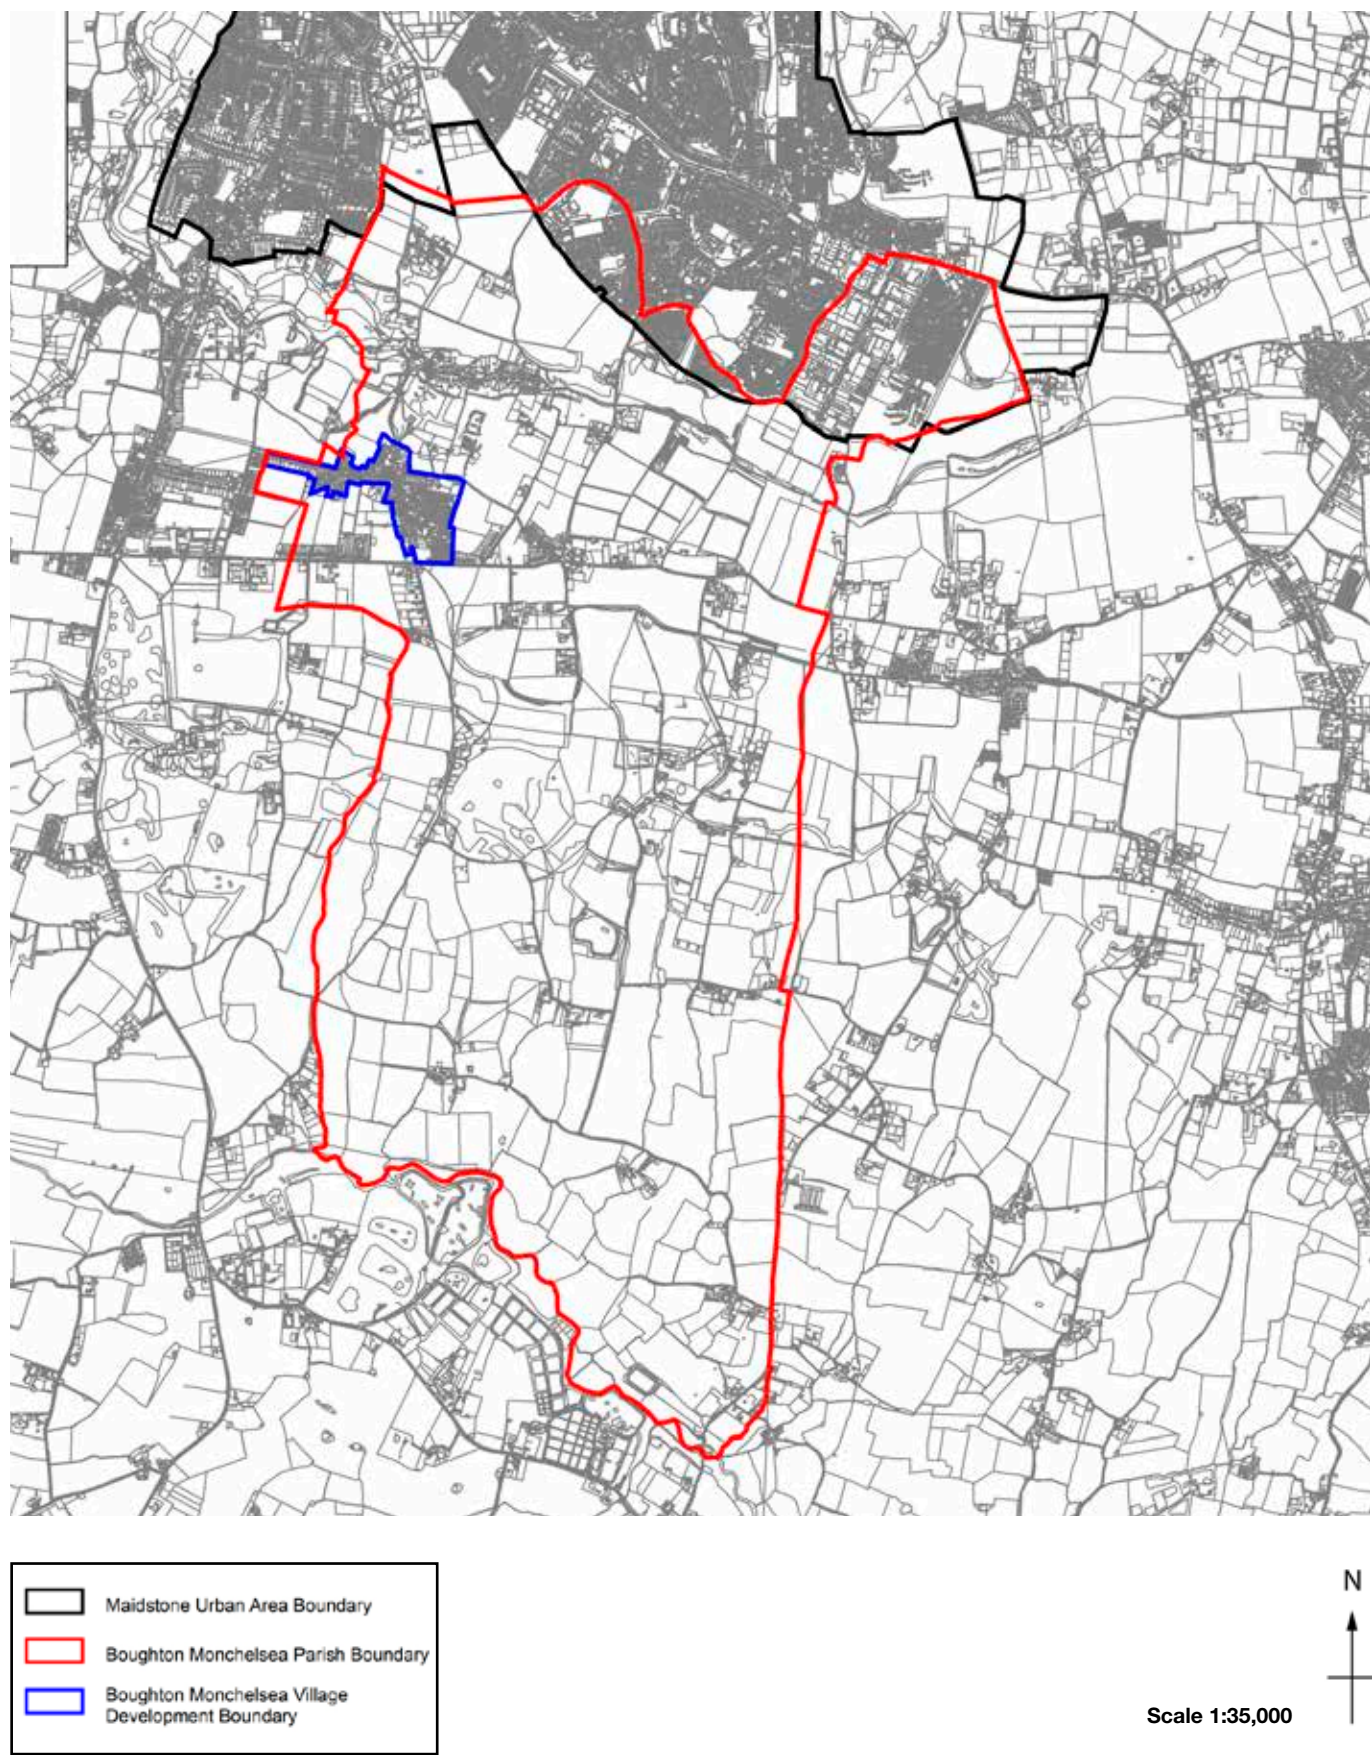 Maidstone Urban Area Boundary
Boughton Monchelsea Parish Boundary
Boughton Monchelsea Village
Development Boundary
N
Scale 1:35,000